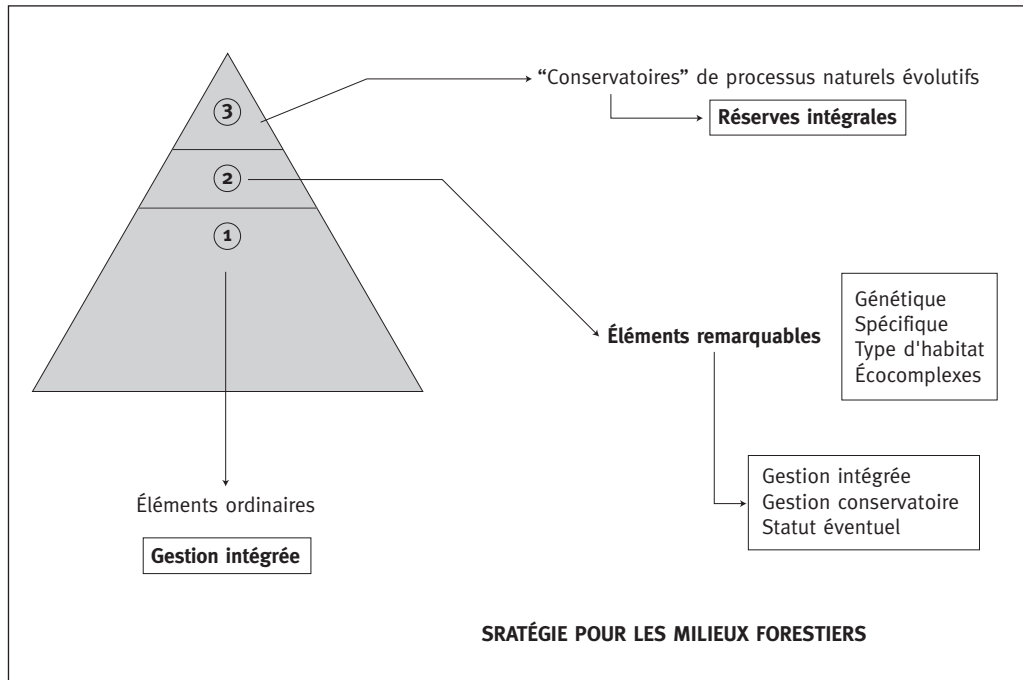 3
"Conservatoires" de processus naturels évolutifs
Réserves intégrales
2
1
Éléments remarquables
Génétique
Spécifique
Type d'habitat
Écocomplexes
Gestion intégrée
Gestion conservatoire
Statut éventuel
Éléments ordinaires
Gestion intégrée
SRATÉGIE POUR LES MILIEUX FORESTIERS